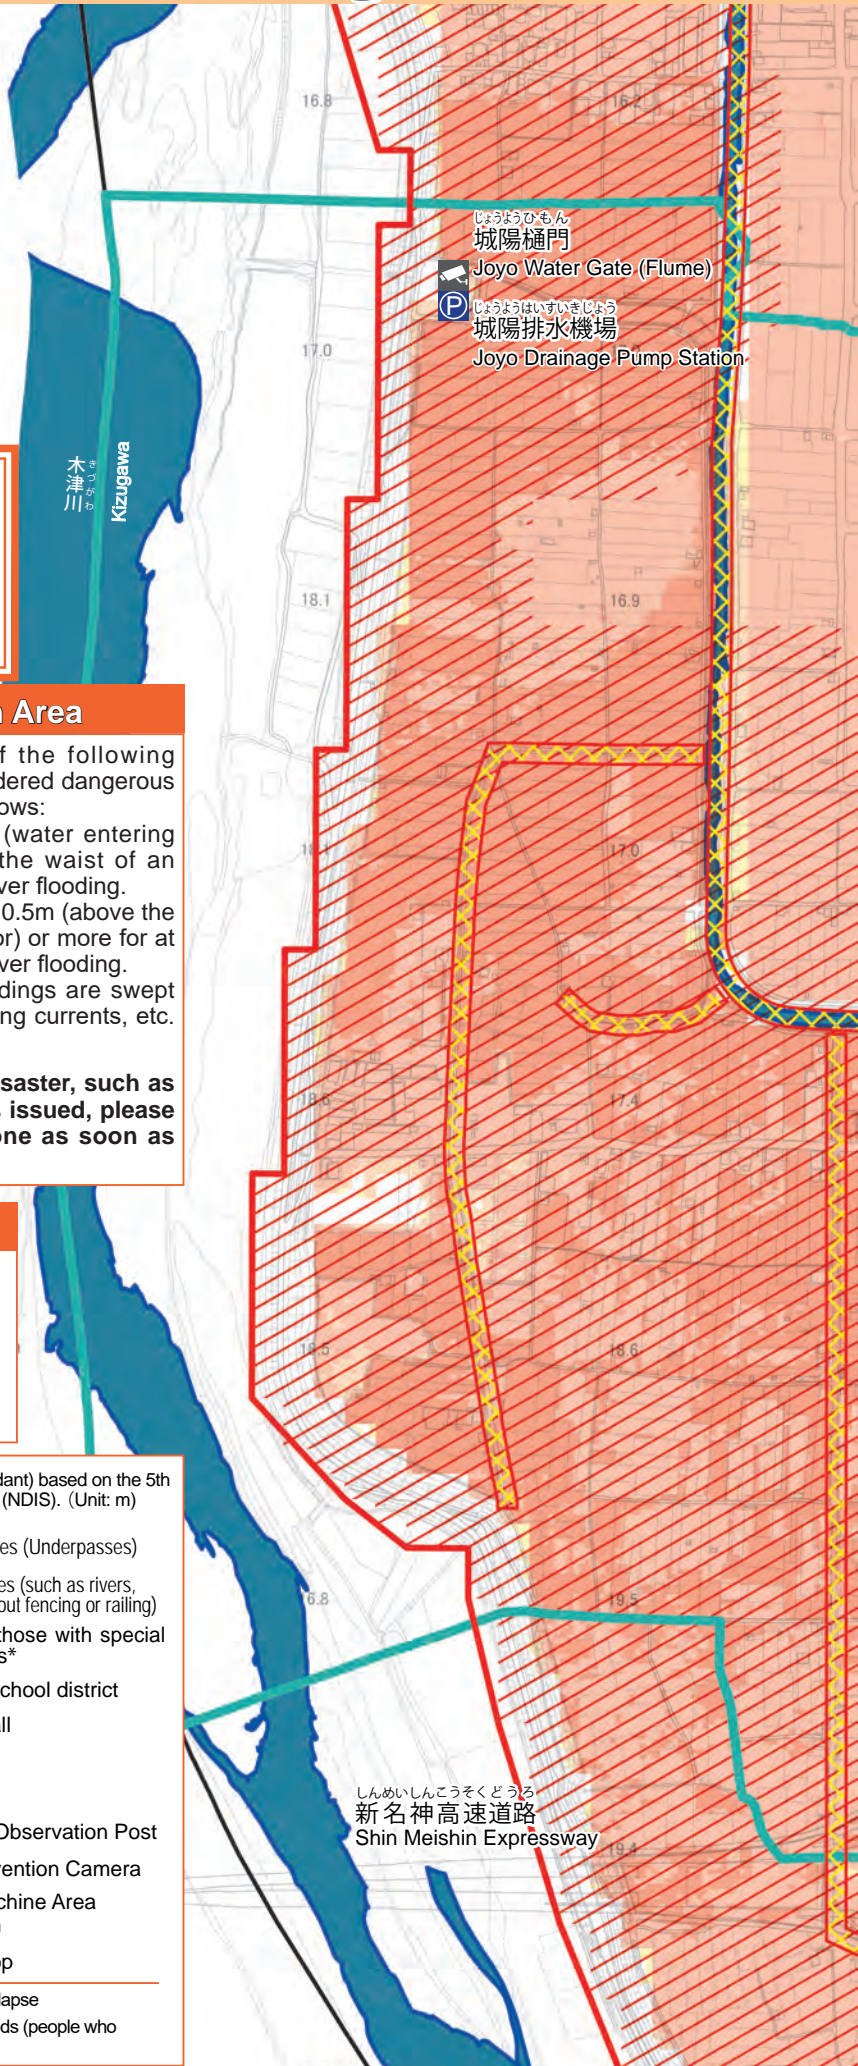 16.8
16.2
じょうようひもん
城陽樋門
Joyo Water Gate (Flume)
P
じょうようはいすいきじょう
城陽排水機場
Joyo Drainage Pump Station
17.0
木津川
きづがわ
Kizugawa
18.1
16.9
Area
f the following
dered dangerous
ows:
(water entering
the waist of an
ver flooding.
0.5m (above the
or) or more for at
ver flooding.
dings are swept
ng currents, etc.
saster, such as
issued, please
one as soon as
18.1
17.0
18.6
17.4
18.5
18.6
dant) based on the 5th
(NDIS). (Unit: m)
es (Underpasses)
es (such as rivers,
out fencing or railing)
those with special
s*
chool district
all
Observation Post
vention Camera
chine Area
op
lapse
ds (people who
6.8
19.5
しんめいしんこうそくどうろ
新名神高速道路
Shin Meishin Expressway
19.4